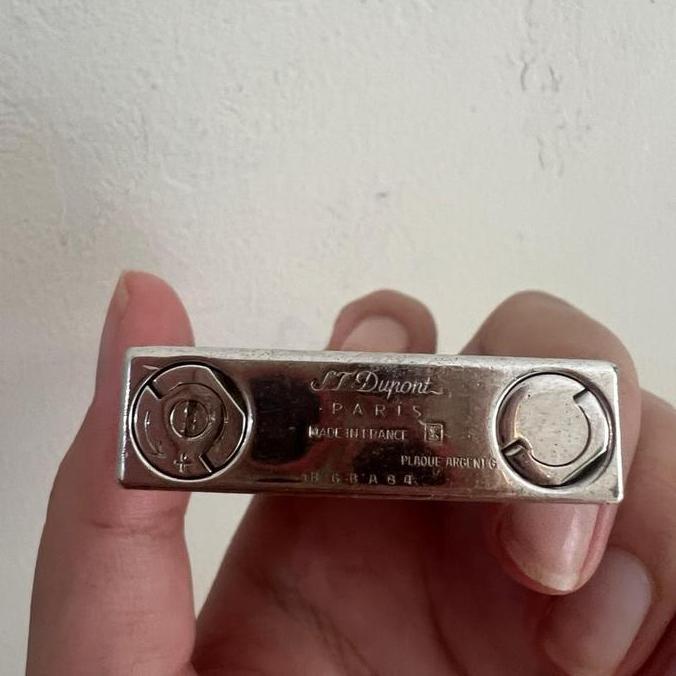 S.T. Dupont
PARIS
MADE IN FRANCE
PLAQUE ARGENT G